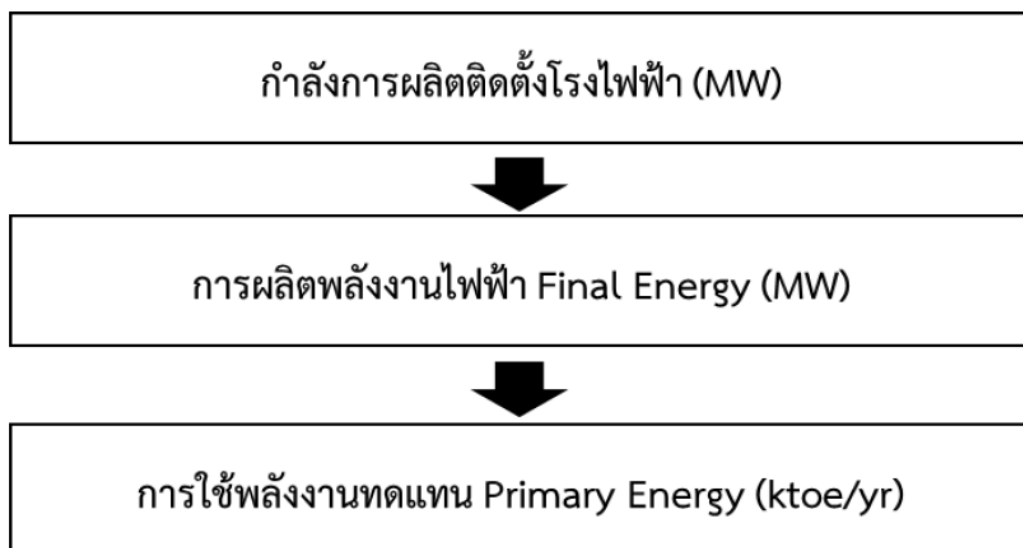 กำลังการผลิตติดตั้งโรงไฟฟ้า (MW)
การผลิตพลังงานไฟฟ้า Final Energy (MW)
การใช้พลังงานทดแทน Primary Energy (ktoe/yr)